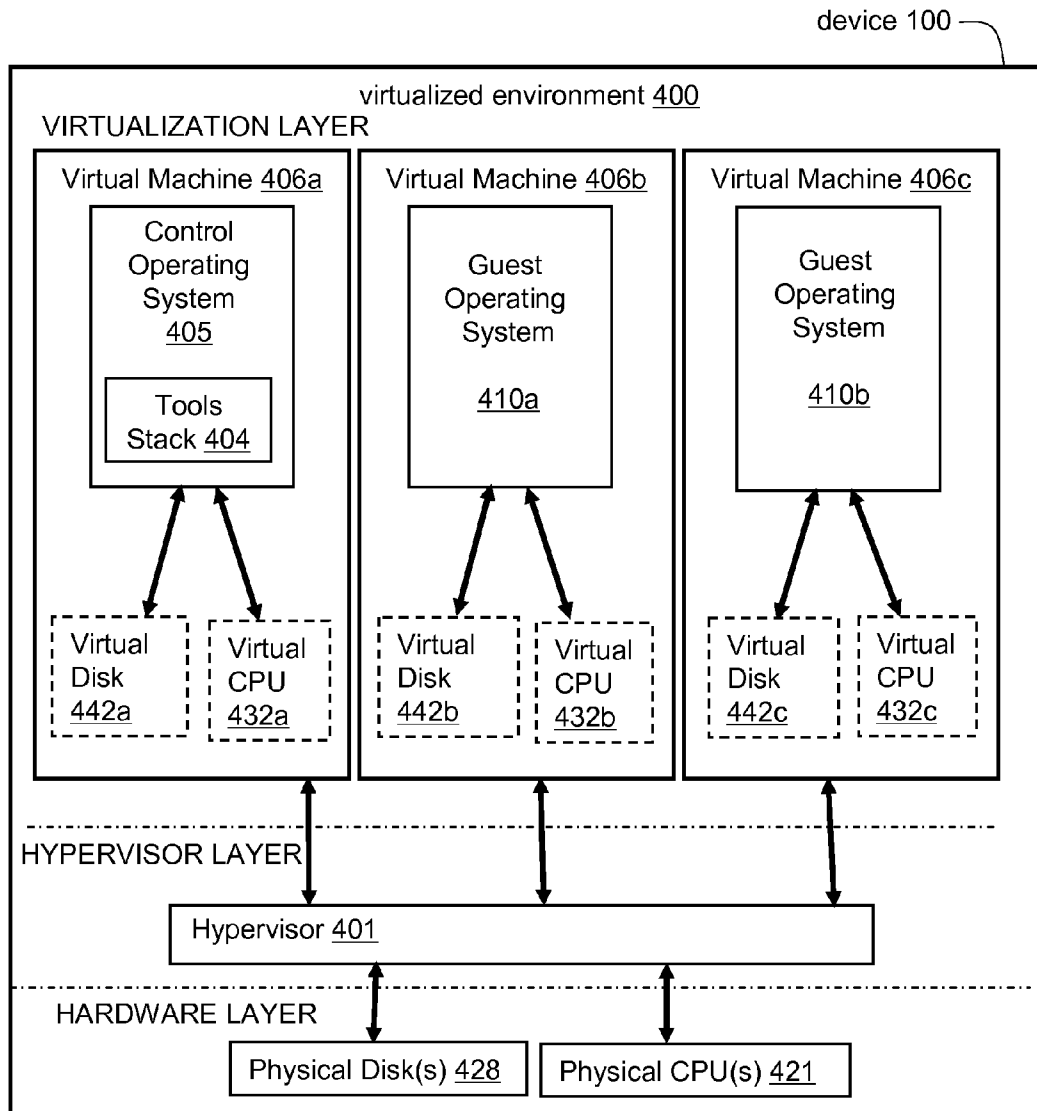 device 100
virtualized environment 400
VIRTUALIZATION LAYER
Virtual Machine 406a
Control
Operating
System
405
Tools
Stack 404
Virtual
Disk
442a
Virtual
CPU
432a
Virtual Machine 406b
Guest
Operating
System
410a
Virtual
Disk
442b
Virtual
CPU
432b
Virtual Machine 406c
Guest
Operating
System
410b
Virtual
Disk
442c
Virtual
CPU
432c
HYPERVISOR LAYER
Hypervisor 401
HARDWARE LAYER
Physical Disk(s) 428
Physical CPU(s) 421